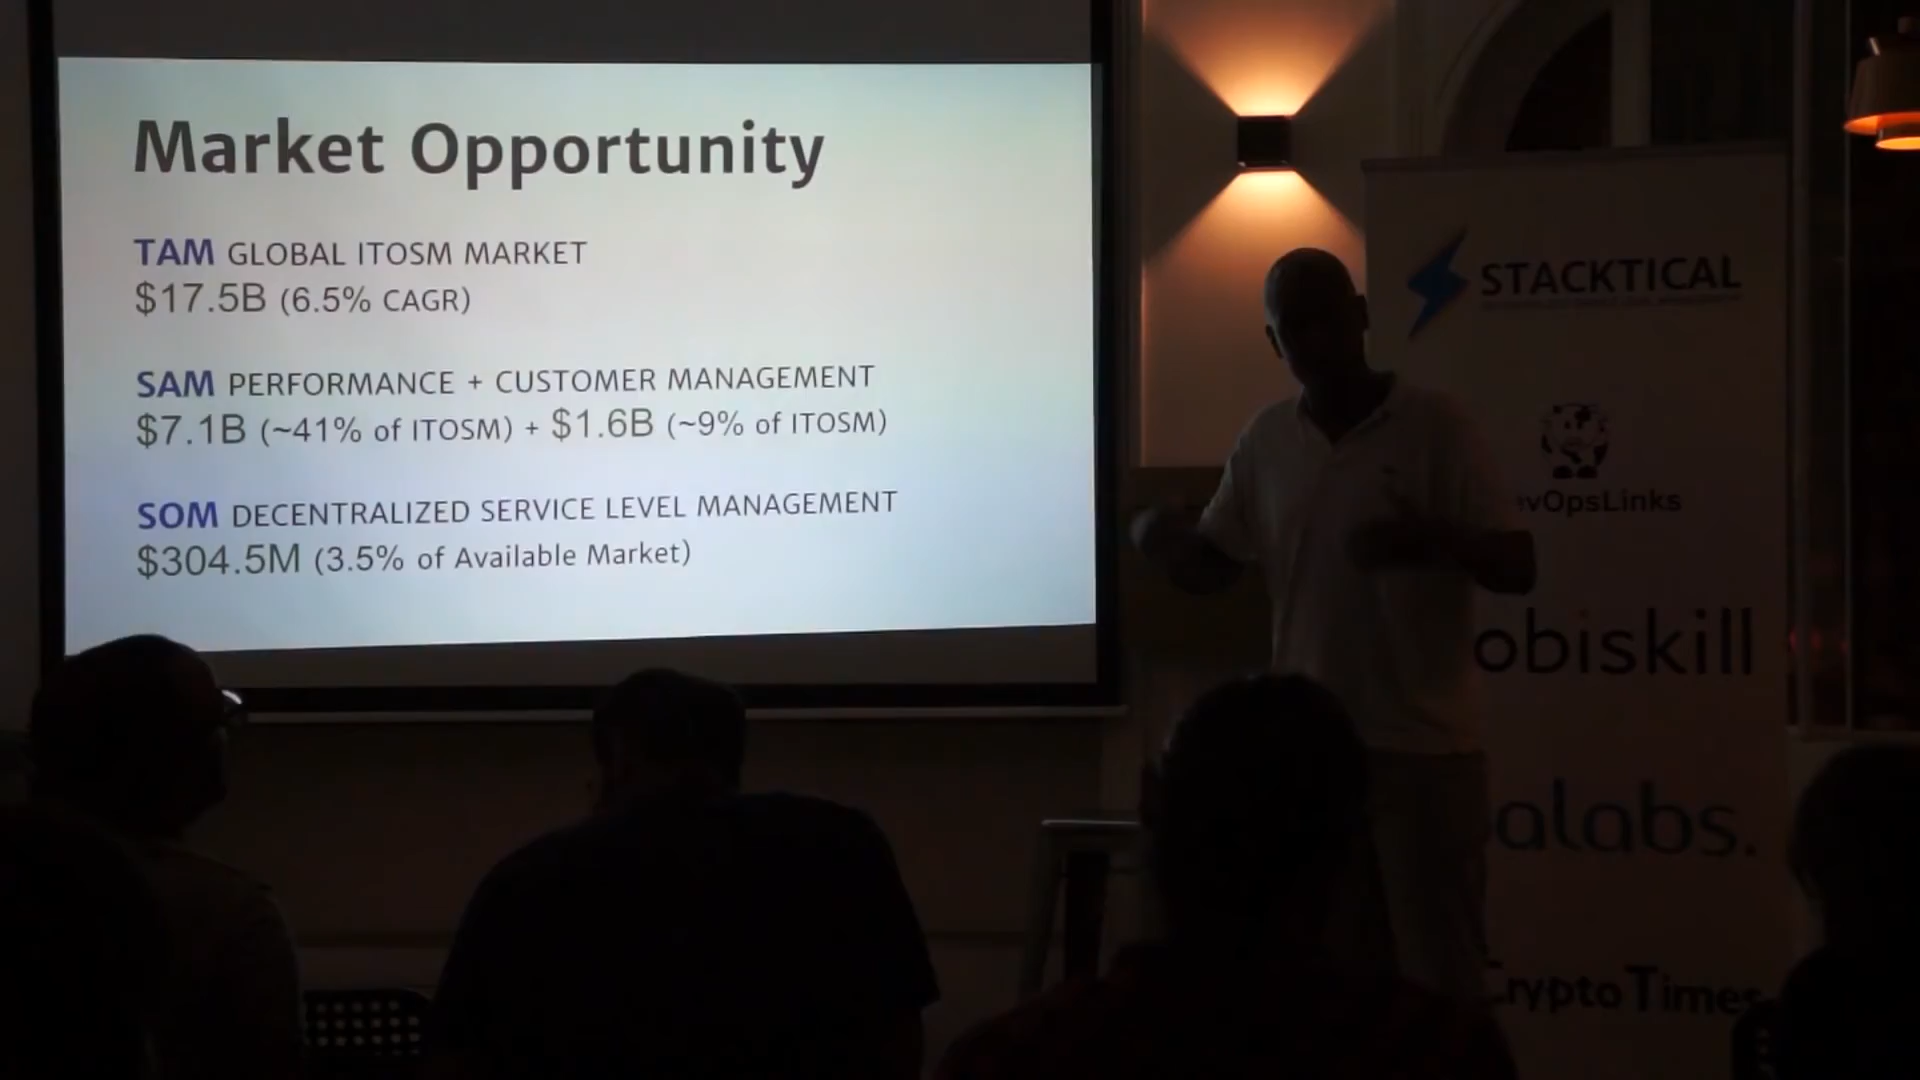 Market Opportunity
TAM GLOBAL ITOSM MARKET
$17.5B (6.5% CAGR)
SAM PERFORMANCE + CUSTOMER MANAGEMENT
$7.1B (~41% of ITOSM) + $1.6B (~9% of ITOSM)
SOM DECENTRALIZED SERVICE LEVEL MANAGEMENT
$304.5M (3.5% of Available Market)
STACKTICAL
vOpsLinks
obiskill
alabs.
CryptoTimes